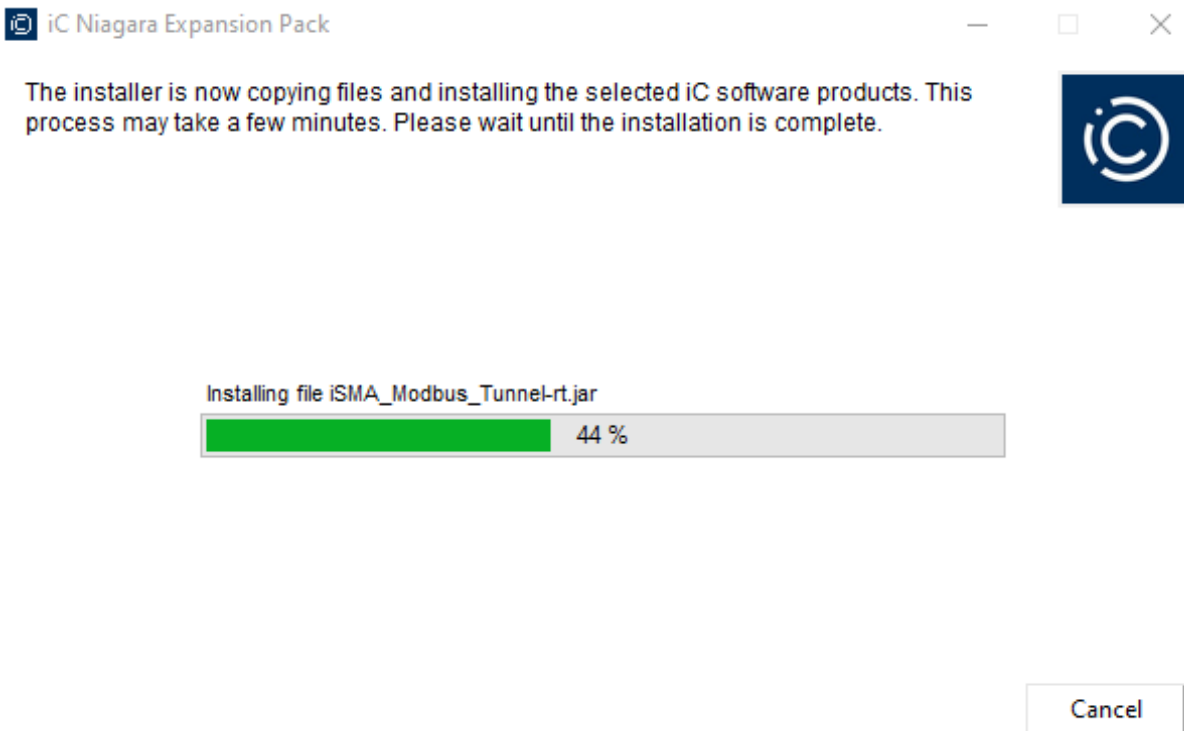 iC Niagara Expansion Pack
The installer is now copying files and installing the selected iC software products. This
process may take a few minutes. Please wait until the installation is complete.
iC
Installing file iSMA_Modbus_Tunnel-rt.jar
44 %
Cancel